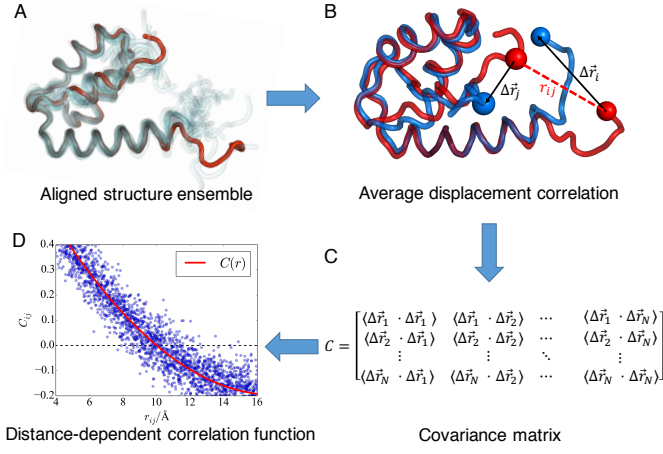 A
Aligned structure ensemble
B
Δr⃗ᵢ
Δr⃗ⱼ
rᵢⱼ
Average displacement correlation
C
C = [⟨Δr⃗₁ · Δr⃗₁⟩ ⟨Δr⃗₁ · Δr⃗₂⟩ ⋯ ⟨Δr⃗₁ · Δr⃗N⟩
⟨Δr⃗₂ · Δr⃗₁⟩ ⟨Δr⃗₂ · Δr⃗₂⟩ ⋯ ⟨Δr⃗₂ · Δr⃗N⟩
⋮ ⋮ ⋱ ⋮
⟨Δr⃗N · Δr⃗₁⟩ ⟨Δr⃗N · Δr⃗₂⟩ ⋯ ⟨Δr⃗N · Δr⃗N⟩]
Covariance matrix
D
0.4
0.3
0.2
0.1
0.0
−0.1
−0.2
Cᵢⱼ
C(r)
4 6 8 10 12 14 16
rᵢⱼ/Å
Distance-dependent correlation function